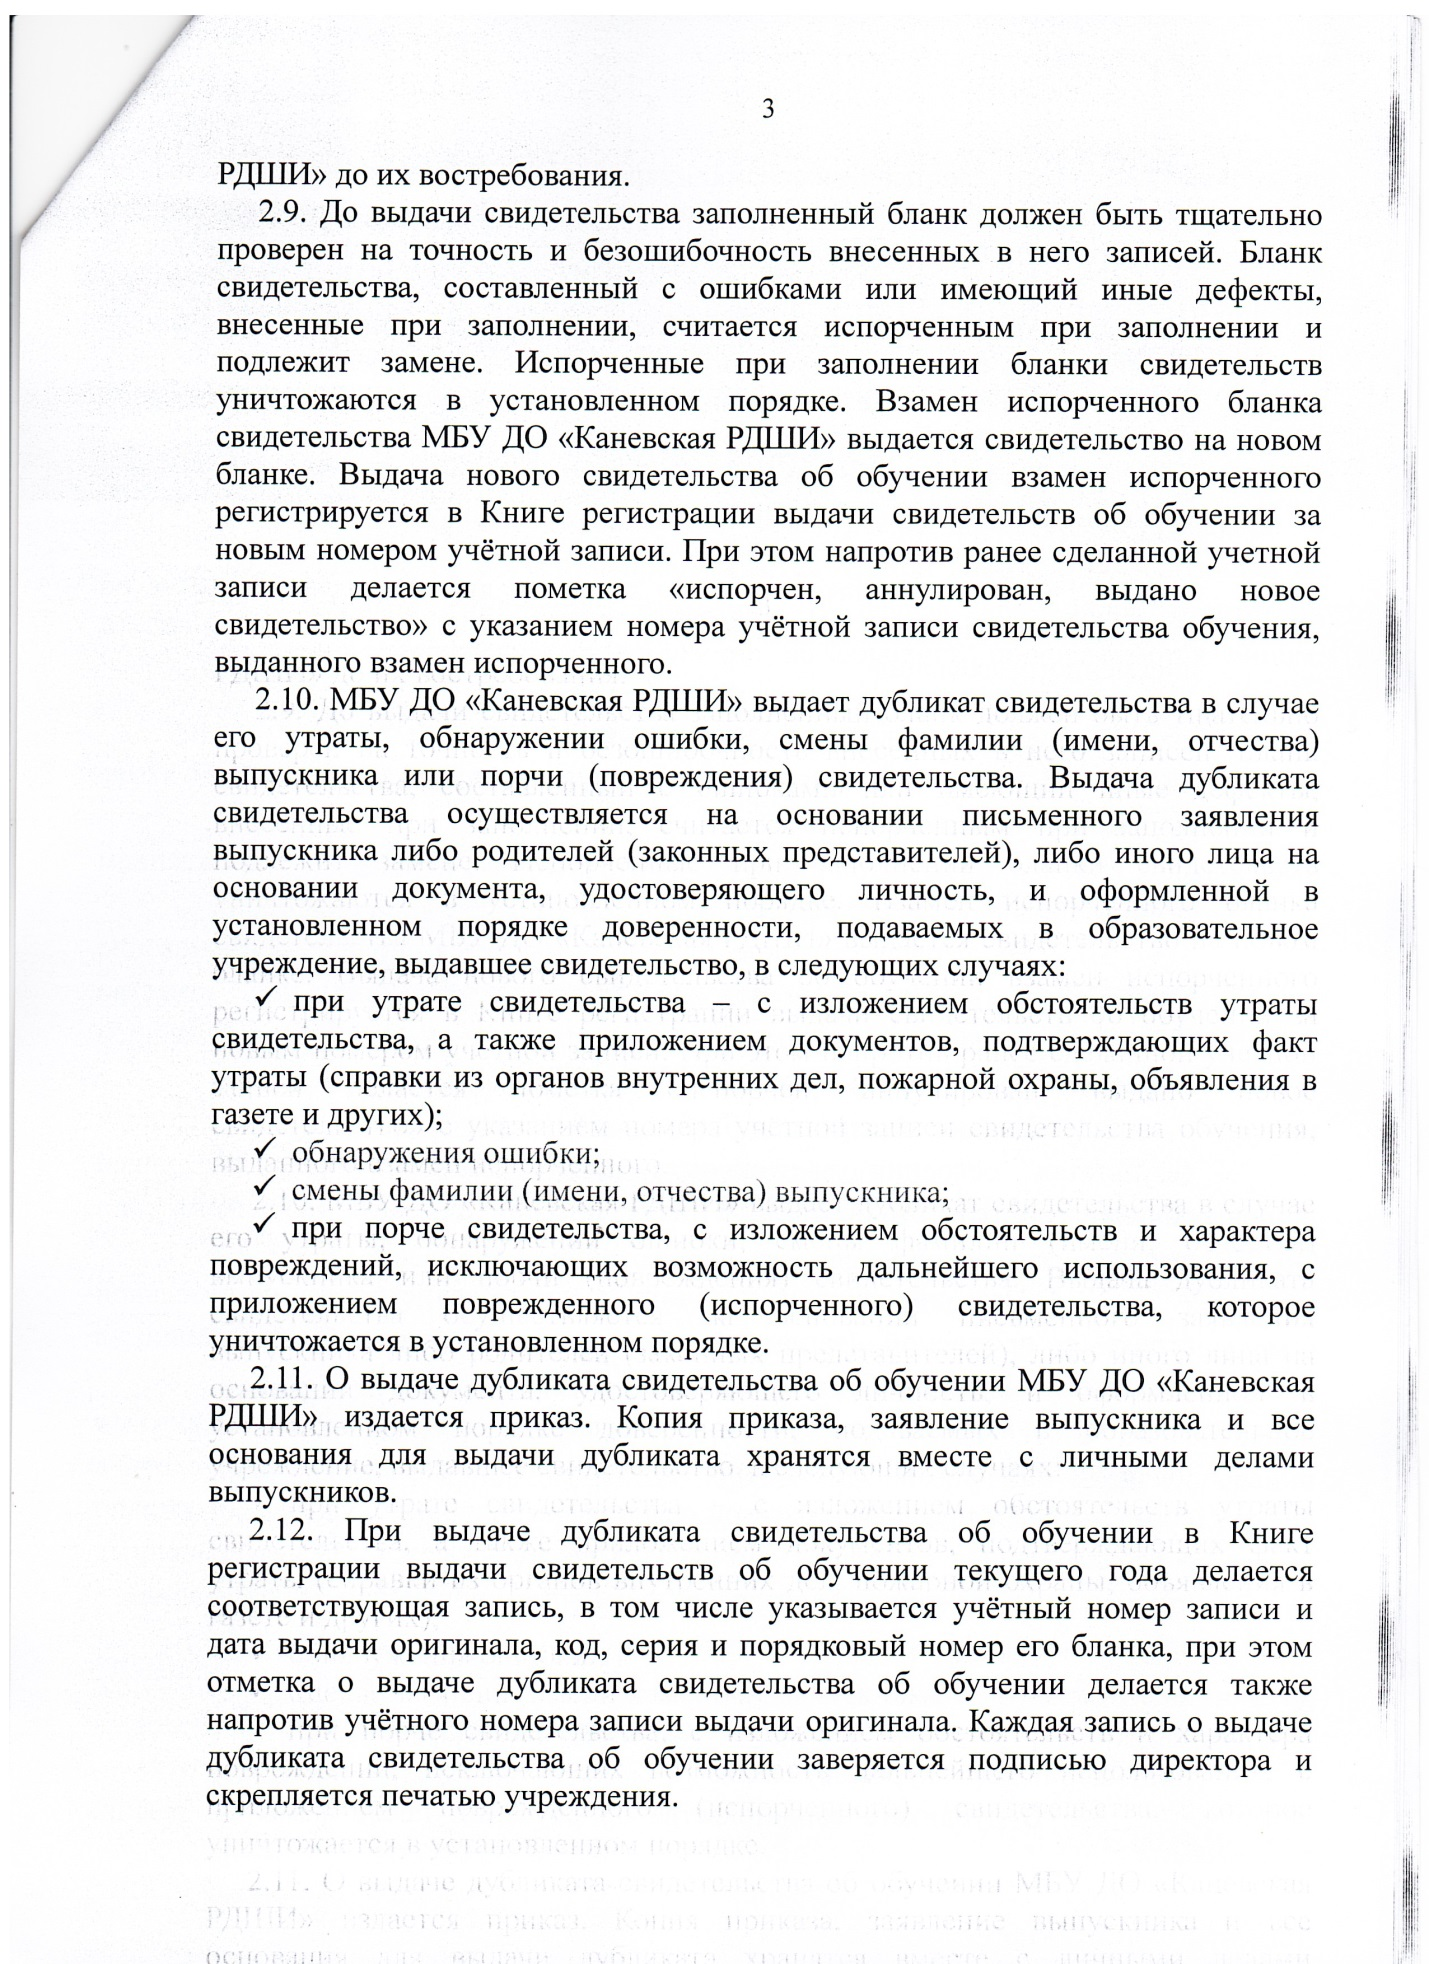 3
РДШИ» до их востребования.
2.9. До выдачи свидетельства заполненный бланк должен быть тщательно
проверен на точность и безошибочность внесенных в него записей. Бланк
свидетельства, составленный с ошибками или имеющий иные дефекты,
внесенные при заполнении, считается испорченным при заполнении и
подлежит замене. Испорченные при заполнении бланки свидетельств
уничтожаются в установленном порядке. Взамен испорченного бланка
свидетельства МБУ ДО «Каневская РДШИ» выдается свидетельство на новом
бланке. Выдача нового свидетельства об обучении взамен испорченного
регистрируется в Книге регистрации выдачи свидетельств об обучении за
новым номером учётной записи. При этом напротив ранее сделанной учетной
записи делается пометка «испорчен, аннулирован, выдано новое
свидетельство» с указанием номера учётной записи свидетельства обучения,
выданного взамен испорченного.
2.10. МБУ ДО «Каневская РДШИ» выдает дубликат свидетельства в случае
его утраты, обнаружении ошибки, смены фамилии (имени, отчества)
выпускника или порчи (повреждения) свидетельства. Выдача дубликата
свидетельства осуществляется на основании письменного заявления
выпускника либо родителей (законных представителей), либо иного лица на
основании документа, удостоверяющего личность, и оформленной в
установленном порядке доверенности, подаваемых в образовательное
учреждение, выдавшее свидетельство, в следующих случаях:
✓ при утрате свидетельства – с изложением обстоятельств утраты
свидетельства, а также приложением документов, подтверждающих факт
утраты (справки из органов внутренних дел, пожарной охраны, объявления в
газете и других);
✓ обнаружения ошибки;
✓ смены фамилии (имени, отчества) выпускника;
✓ при порче свидетельства, с изложением обстоятельств и характера
повреждений, исключающих возможность дальнейшего использования, с
приложением поврежденного (испорченного) свидетельства, которое
уничтожается в установленном порядке.
2.11. О выдаче дубликата свидетельства об обучении МБУ ДО «Каневская
РДШИ» издается приказ. Копия приказа, заявление выпускника и все
основания для выдачи дубликата хранятся вместе с личными делами
выпускников.
2.12. При выдаче дубликата свидетельства об обучении в Книге
регистрации выдачи свидетельств об обучении текущего года делается
соответствующая запись, в том числе указывается учётный номер записи и
дата выдачи оригинала, код, серия и порядковый номер его бланка, при этом
отметка о выдаче дубликата свидетельства об обучении делается также
напротив учётного номера записи выдачи оригинала. Каждая запись о выдаче
дубликата свидетельства об обучении заверяется подписью директора и
скрепляется печатью учреждения.